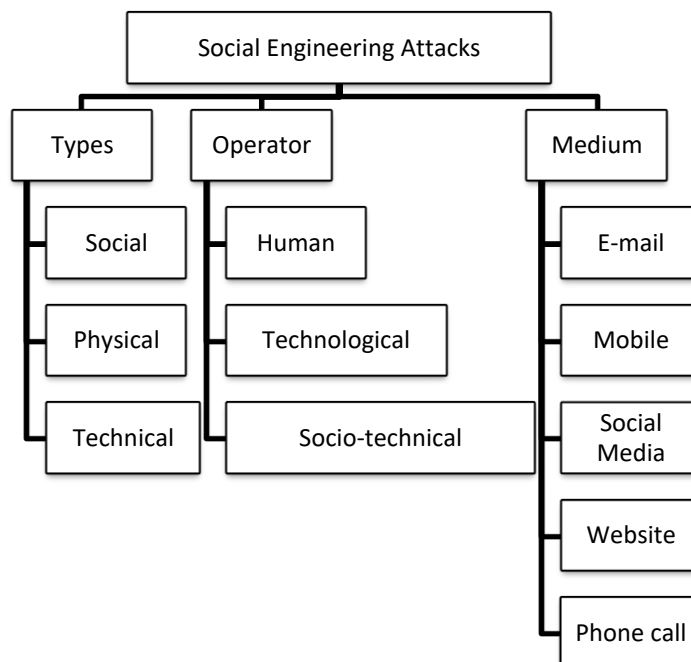 Social Engineering Attacks
Types
Operator
Medium
Social
Human
E-mail
Physical
Technological
Mobile
Technical
Socio-technical
Social
Media
Website
Phone call